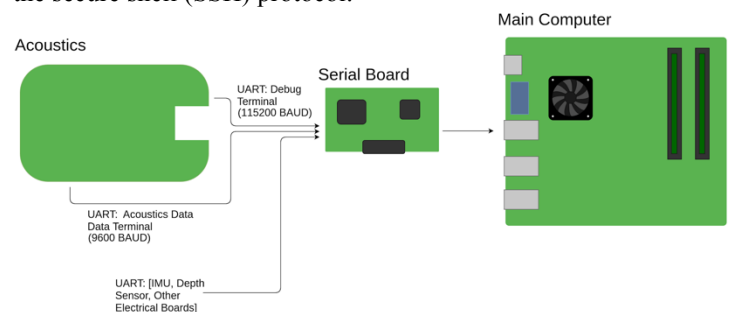 the secure shell (SSH) protocol.
Main Computer
Acoustics
Serial Board
UART: Debug
Terminal
(115200 BAUD)
UART: Acoustics Data
Data Terminal
(9600 BAUD)
UART: [IMU, Depth
Sensor, Other
Electrical Boards]